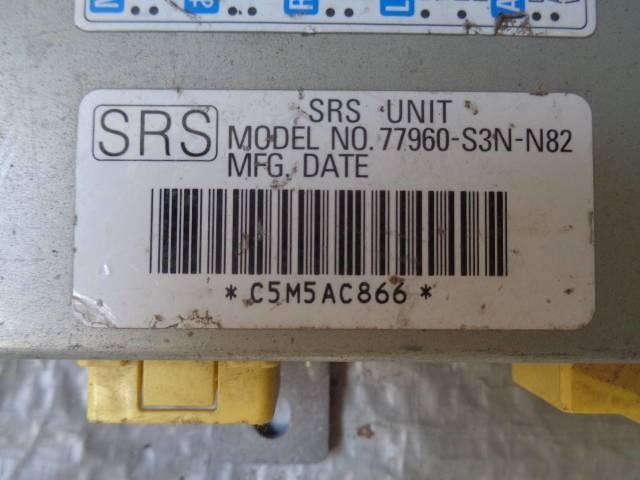 SRS
SRS UNIT
MODEL NO. 77960-S3N-N82
MFG. DATE
*C5M5AC866*